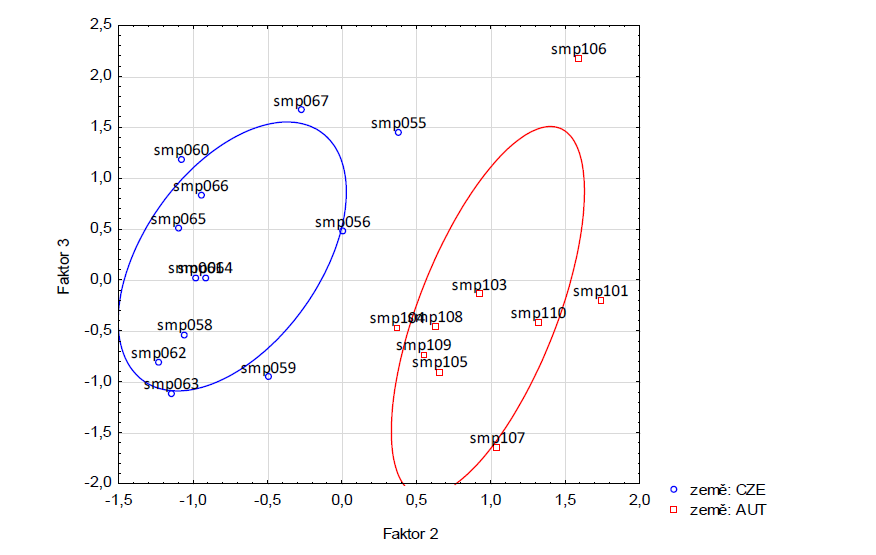 2,5
smp106
2,0
smp067
1,5
smp055
smp060
1,0
smp066
smp065
smp056
0,5
smp064
0,0
smp103
smp101
smp110
smp104
smp108
-0,5
smp058
smp109
smp062
smp105
smp059
smp063
-1,0
smp107
-1,5
-2,0
-1,5 -1,0 -0,5 0,0 0,5 1,0 1,5 2,0
Faktor 3
Faktor 2
země: CZE
země: AUT